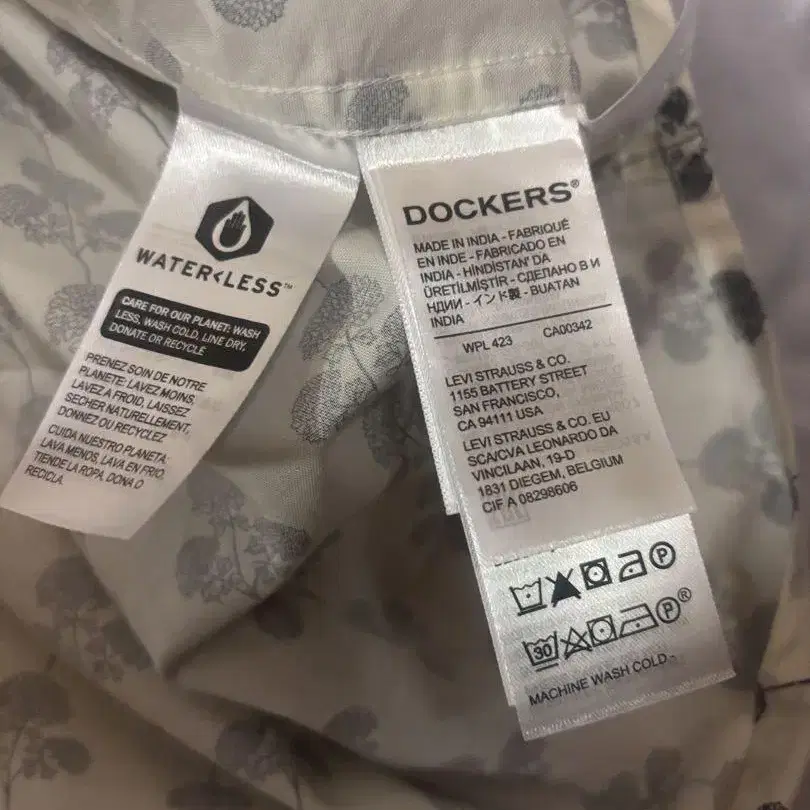 WATER<LESS™
CARE FOR OUR PLANET: WASH
LESS, WASH COLD, LINE DRY,
DONATE OR RECYCLE
PRENEZ SOIN DE NOTRE
PLANETE: LAVEZ MOINS,
LAVEZ A FROID, LAISSEZ
SECHER NATURELLEMENT,
DONNEZ OU RECYCLEZ
CUIDA NUESTRO PLANETA:
LAVA MENOS, LAVA EN FRIO,
TIENDE LA ROPA, DONA O
RECICLA.
DOCKERS®
MADE IN INDIA - FABRIQUÉ
EN INDE - FABRICADO EN
INDIA - HİNDİSTAN' DA
ÜRETİLMİŞTİR - СДЕЛАНО В И
НДИИ - インド製 - BUATAN
INDIA
WPL 423 CA00342
LEVI STRAUSS & CO.
1155 BATTERY STREET
SAN FRANCISCO,
CA 94111 USA
LEVI STRAUSS & CO. EU
SCA/CVA LEONARDO DA
VINCILAAN, 19-D
1831 DIEGEM, BELGIUM
CIF A 08298606
P
30 P®
MACHINE WASH COLD -